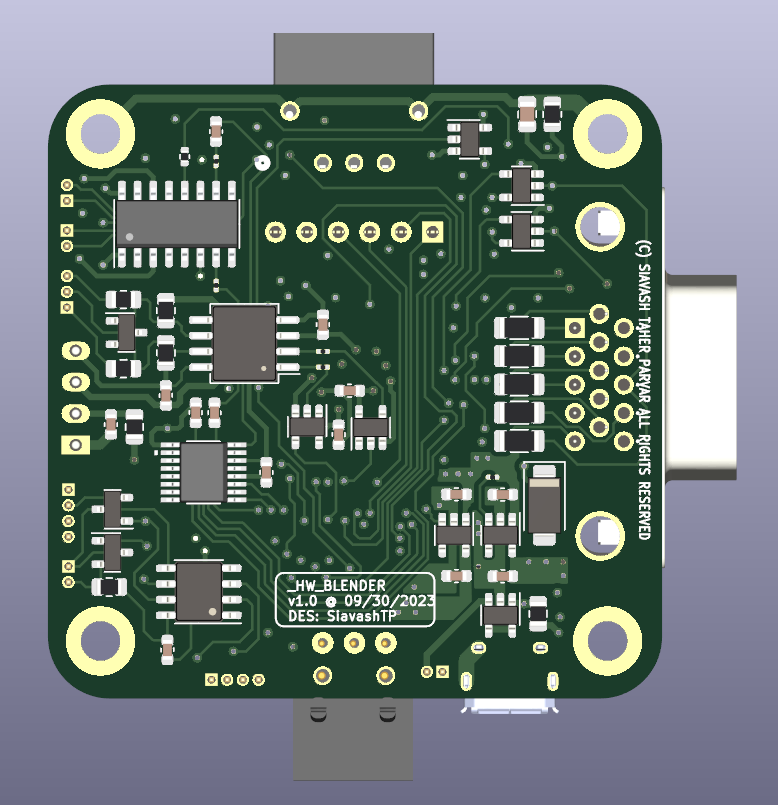 (C) SIAVASH TAHER PARVAR ALL RIGHTS RESERVED
_HW_BLENDER
v1.0 @ 09/30/2023
DES: SiavashTP